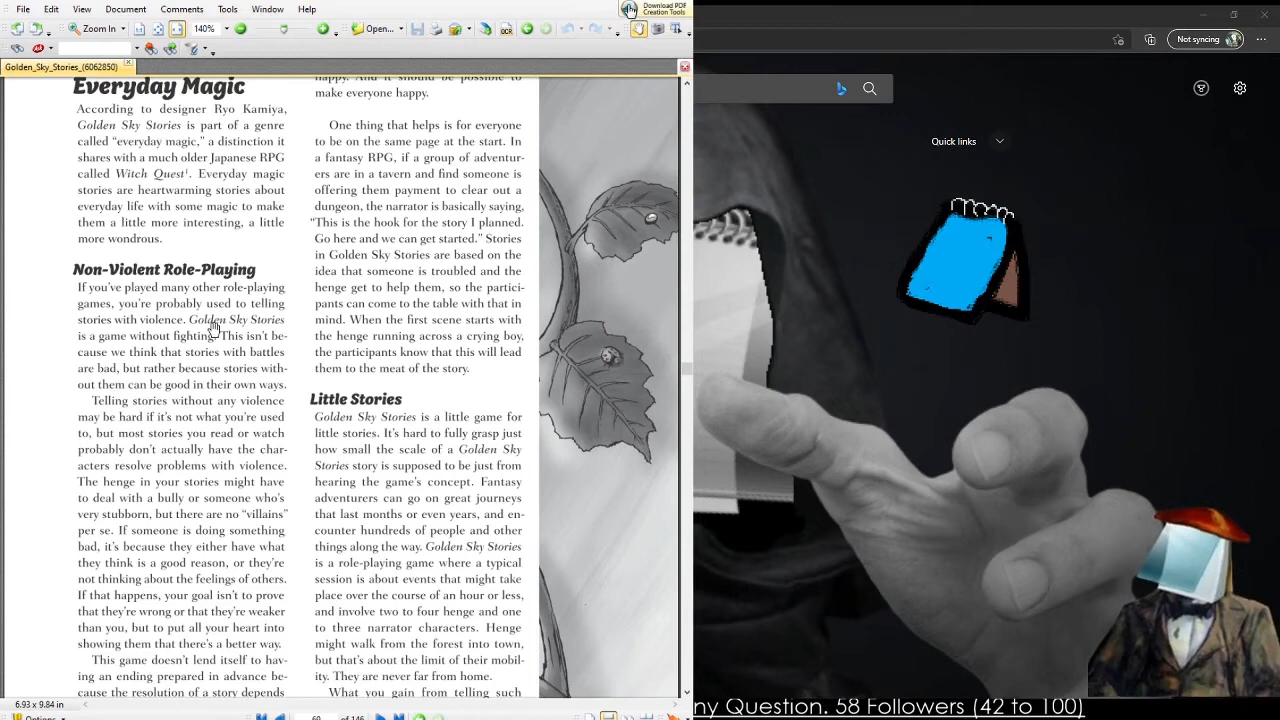 File Edit View Document Comments Tools Window Help
Download PDF
Creation Tools
Zoom In 140% Open...
Not syncing
Golden_Sky_Stories_(6062850)
Everyday Magic
According to designer Ryo Kamiya,
Golden Sky Stories is part of a genre
called “everyday magic,” a distinction it
shares with a much older Japanese RPG
called Witch Quest¹. Everyday magic
stories are heartwarming stories about
everyday life with some magic to make
them a little more interesting, a little
more wondrous.
Non-Violent Role-Playing
If you've played many other role-playing
games, you're probably used to telling
stories with violence. Golden Sky Stories
is a game without fighting. This isn't be-
cause we think that stories with battles
are bad, but rather because stories with-
out them can be good in their own ways.
Telling stories without any violence
may be hard if it's not what you're used
to, but most stories you read or watch
probably don't actually have the char-
acters resolve problems with violence.
The henge in your stories might have
to deal with a bully or someone who's
very stubborn, but there are no “villains”
per se. If someone is doing something
bad, it's because they either have what
they think is a good reason, or they're
not thinking about the feelings of others.
If that happens, your goal isn't to prove
that they're wrong or that they're weaker
than you, but to put all your heart into
showing them that there's a better way.
This game doesn't lend itself to hav-
ing an ending prepared in advance be-
cause the resolution of a story depends
happy. And it should be possible to
make everyone happy.
One thing that helps is for everyone
to be on the same page at the start. In
a fantasy RPG, if a group of adventur-
ers are in a tavern and find someone is
offering them payment to clear out a
dungeon, the narrator is basically saying,
“This is the hook for the story I planned.
Go here and we can get started.” Stories
in Golden Sky Stories are based on the
idea that someone is troubled and the
henge get to help them, so the partici-
pants can come to the table with that in
mind. When the first scene starts with
the henge running across a crying boy,
the participants know that this will lead
them to the meat of the story.
Little Stories
Golden Sky Stories is a little game for
little stories. It's hard to fully grasp just
how small the scale of a Golden Sky
Stories story is supposed to be just from
hearing the game's concept. Fantasy
adventurers can go on great journeys
that last months or even years, and en-
counter hundreds of people and other
things along the way. Golden Sky Stories
is a role-playing game where a typical
session is about events that might take
place over the course of an hour or less,
and involve two to four henge and one
to three narrator characters. Henge
might walk from the forest into town,
but that's about the limit of their mobil-
ity. They are never far from home.
What you gain from telling such
Quick links
6.93 x 9.84 in
Options
69 of 146
ny Question. 58 Followers (42 to 100)